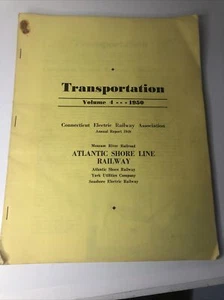 Transportation
Volume 4 - - - 1950
Connecticut Electric Railway Association
Annual Report 1949
Mousam River Railroad
ATLANTIC SHORE LINE
RAILWAY
Atlantic Shore Railway
York Utilities Company
Sanford Electric Railway